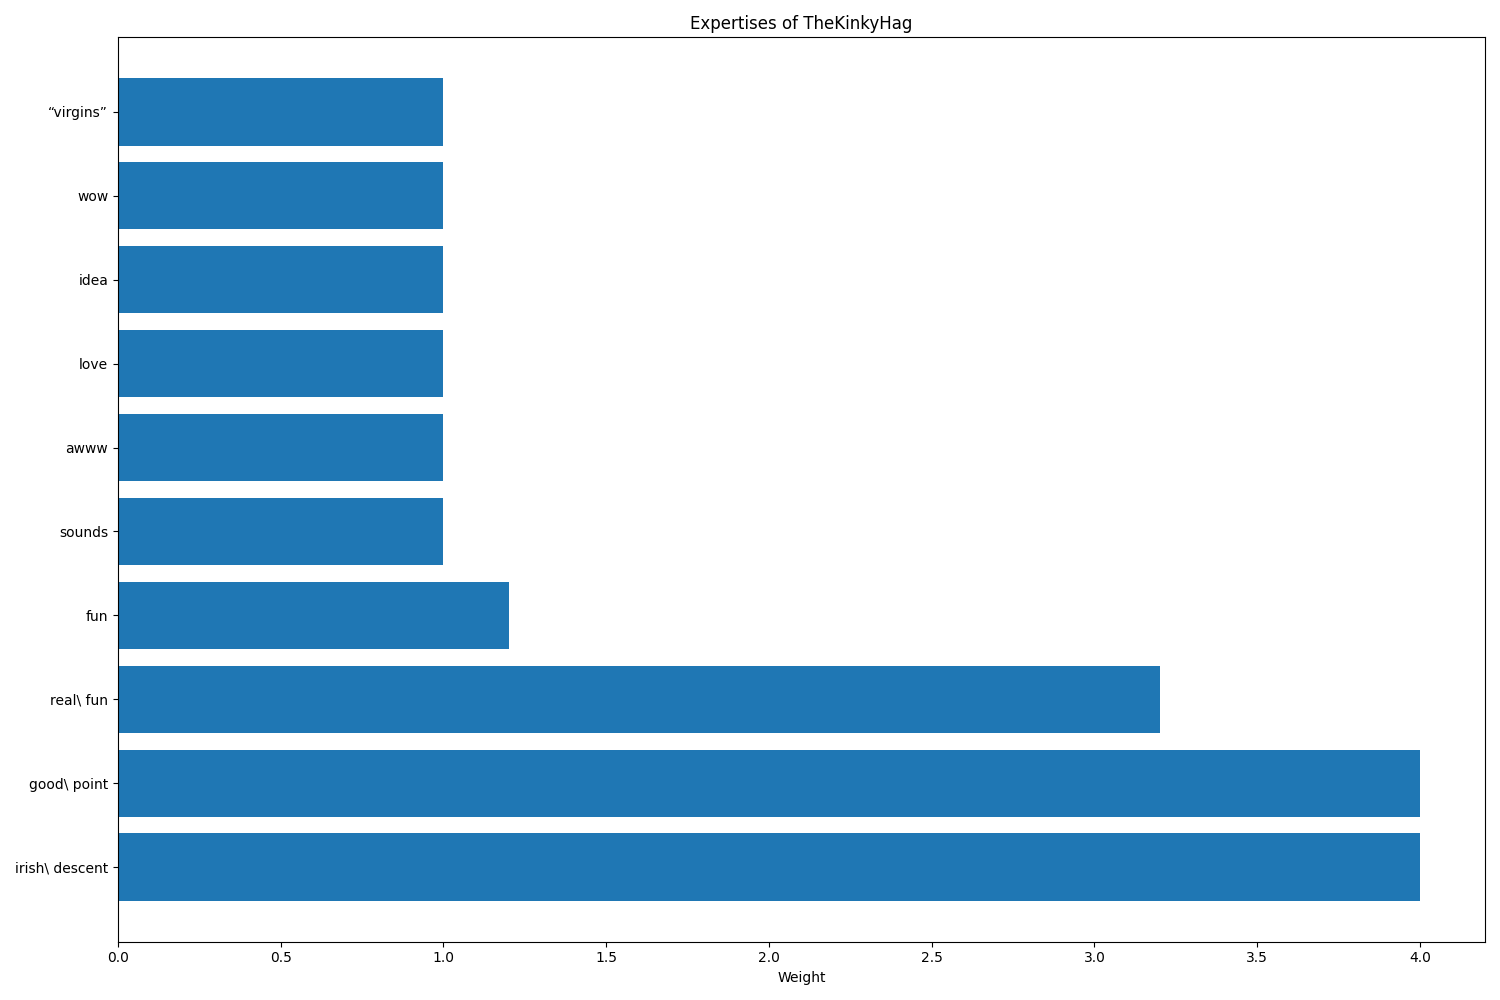 Expertises of TheKinkyHag
“virgins”
wow
idea
love
awww
sounds
fun
real\ fun
good\ point
irish\ descent
0.0 0.5 1.0 1.5 2.0 2.5 3.0 3.5 4.0
Weight